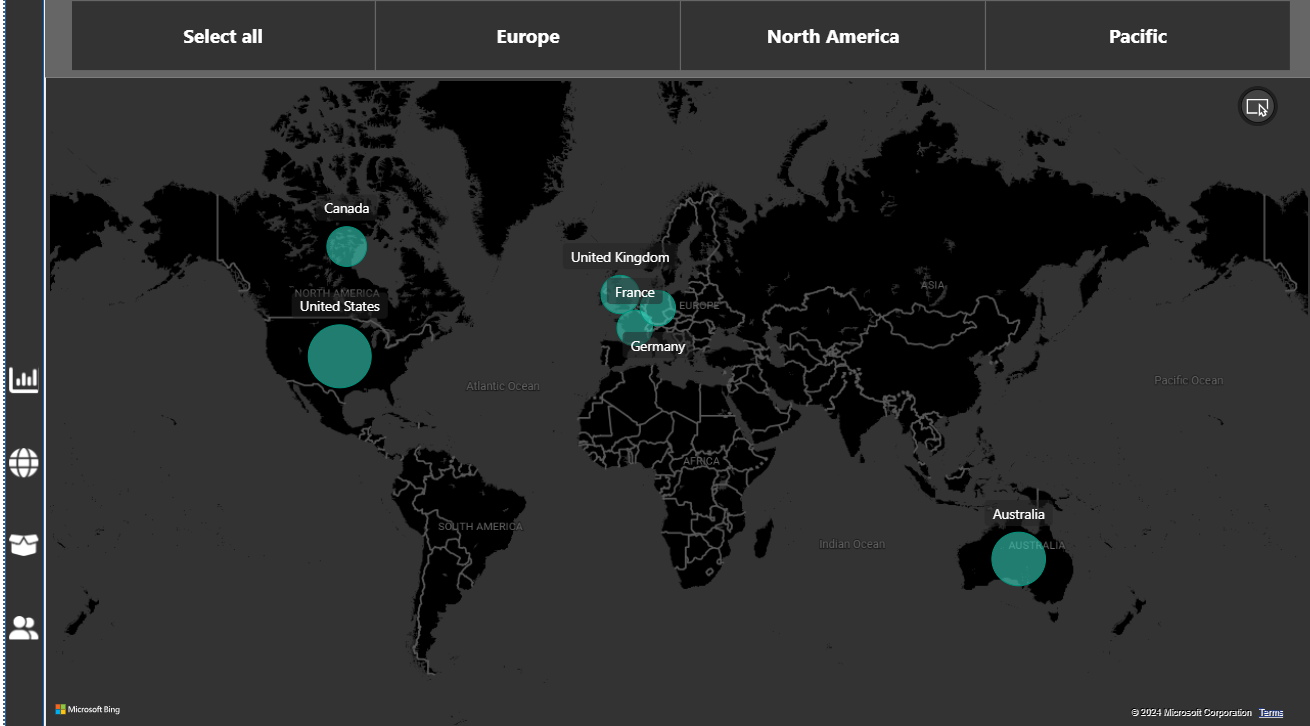 Select all
Europe
North America
Pacific
Canada
NORTH AMERICA
United States
United Kingdom
France
EUROPE
Germany
ASIA
Atlantic Ocean
Pacific Ocean
AFRICA
SOUTH AMERICA
Australia
AUSTRALIA
Indian Ocean
Microsoft Bing
© 2024 Microsoft Corporation Terms